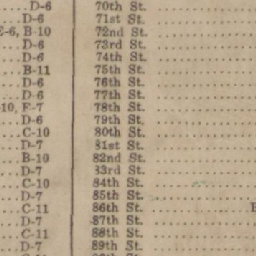 D-6 70th St.
D-6 71st St.
E-6, B-10 72nd St.
D-6 73rd St.
D-6 74th St.
B-11 75th St.
D-6 76th St.
D-6 77th St.
10, E-7 78th St.
D-6 79th St.
C-10 80th St.
D-7 81st St.
B-10 82nd St.
D-7 83rd St.
C-10 84th St.
D-7 85th St.
C-11 86th St.
D-7 87th St.
C-11 88th St.
D-7 89th St.